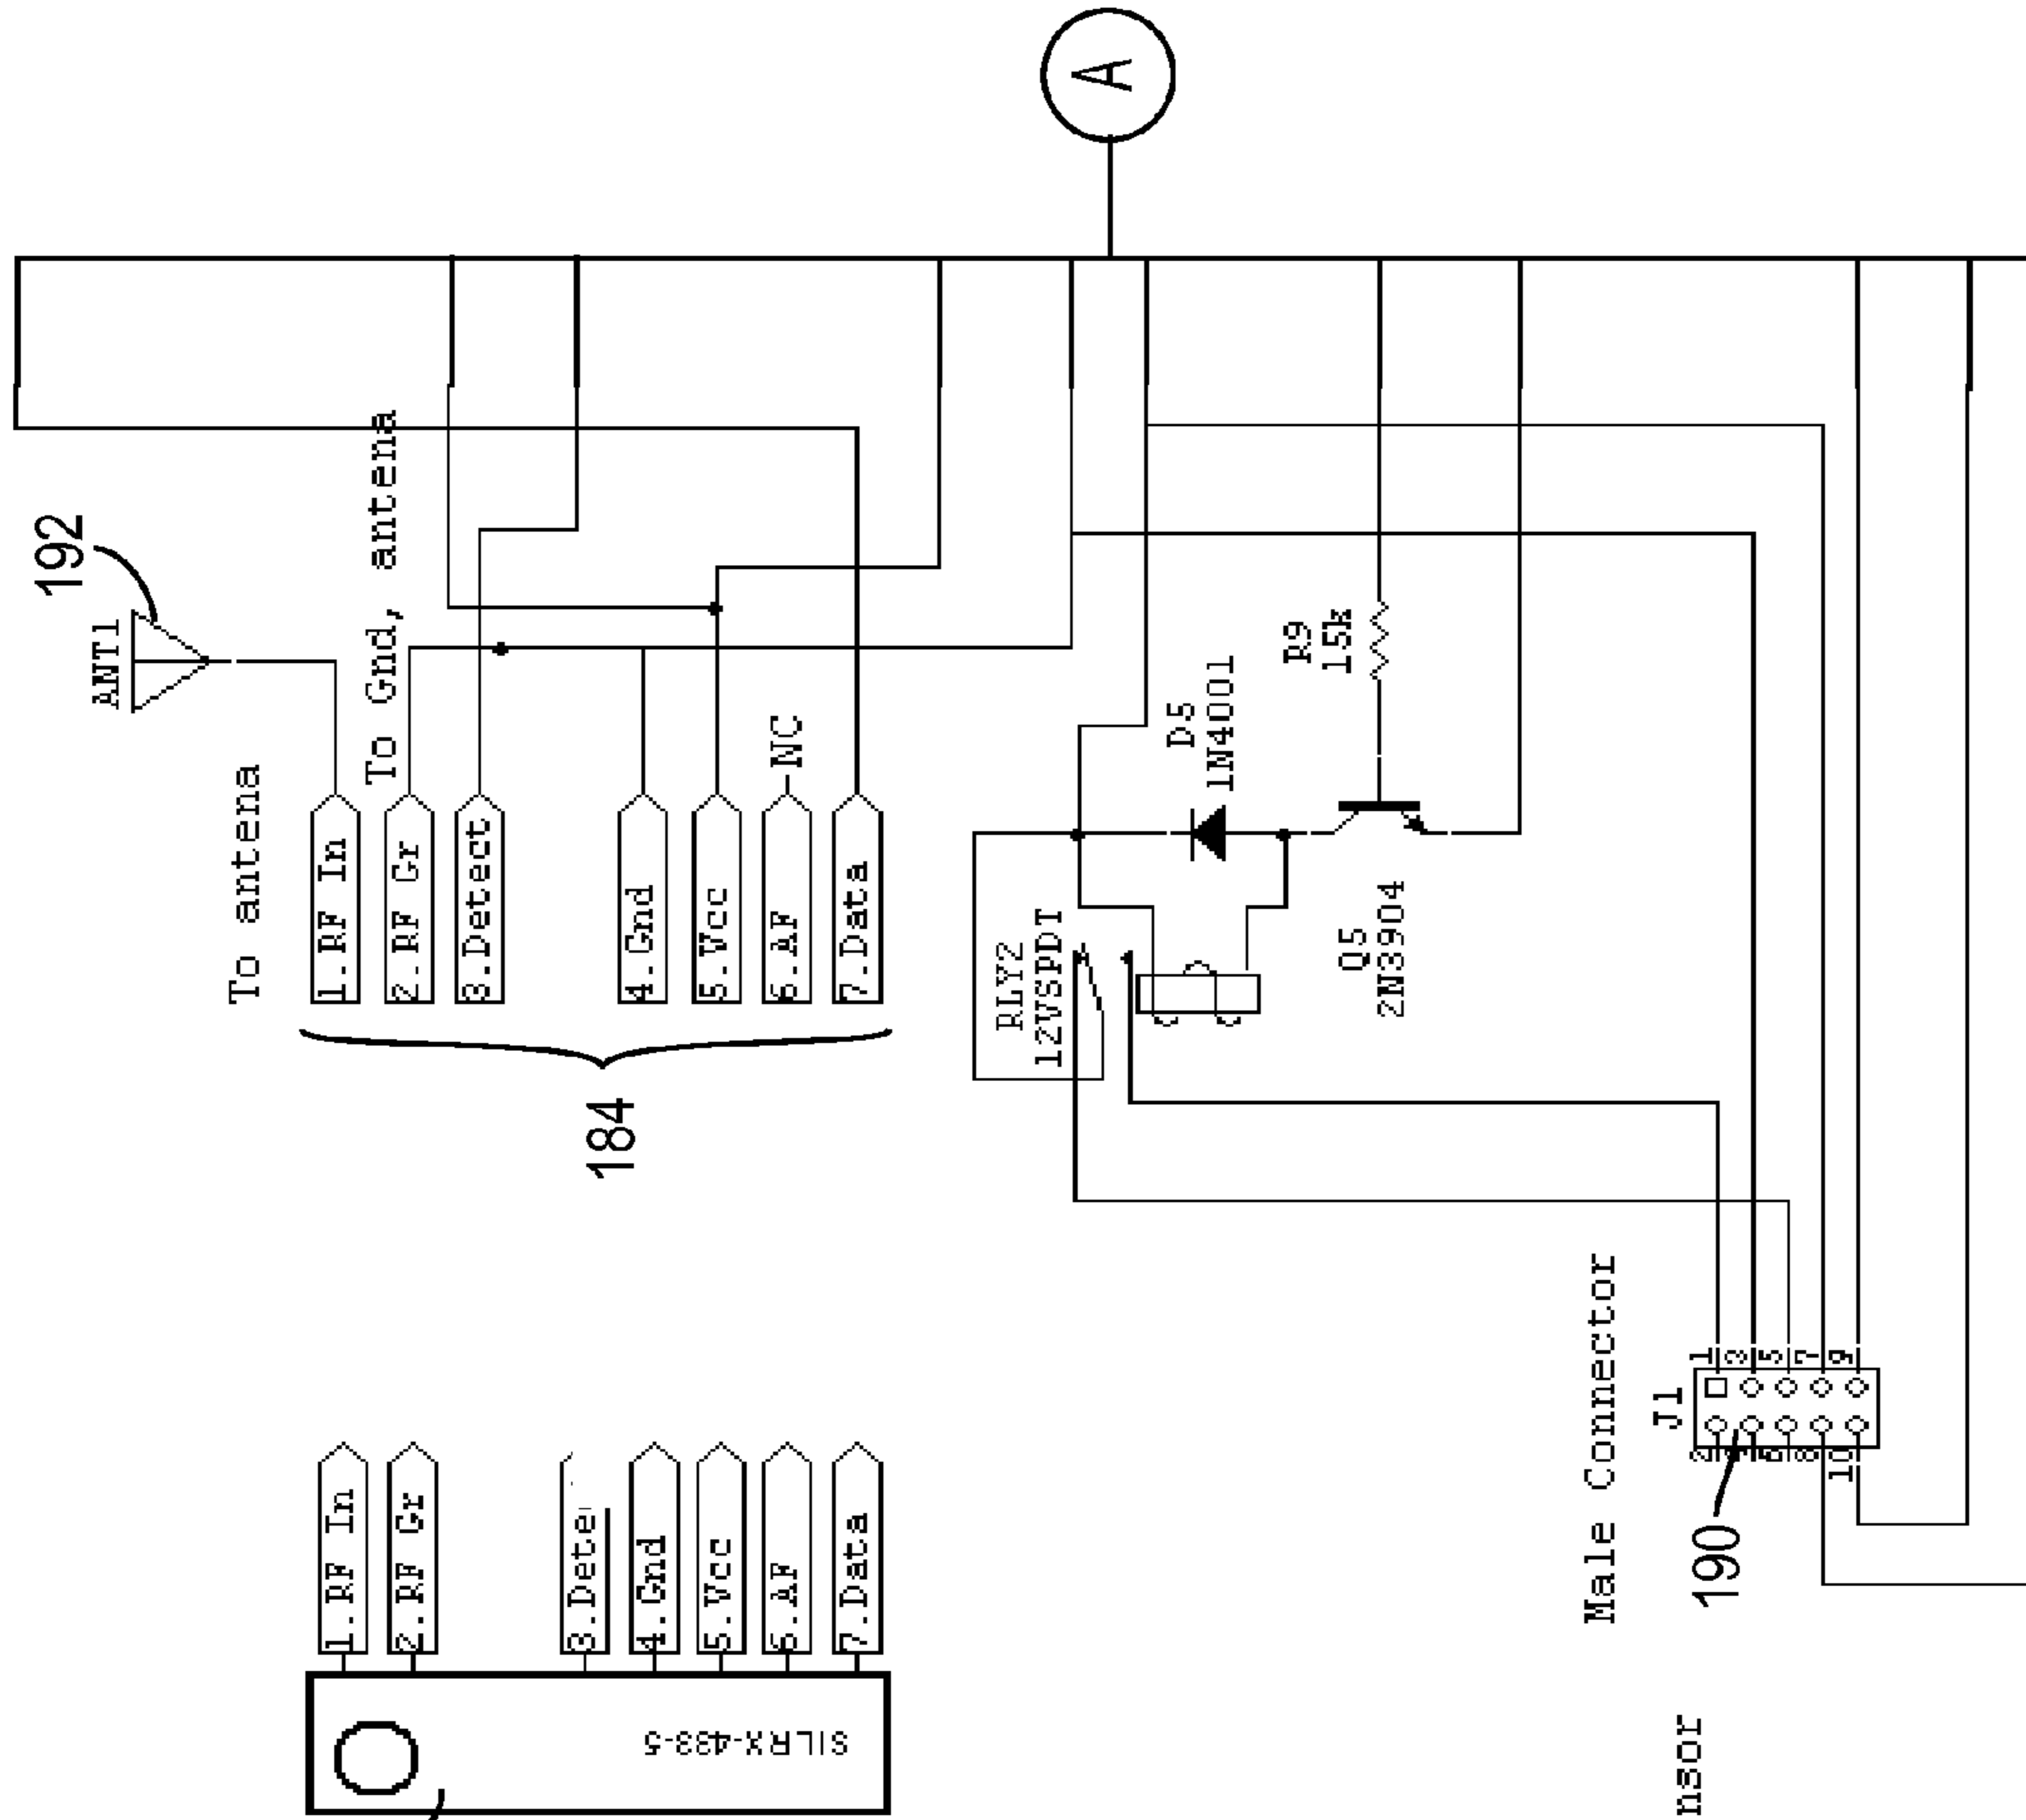 A
192
ANT1
To antena
To Gnd, antena
1.RF In
2.RF Gr
3.Detect
4.Gnd
5.Vcc
6.AF
NC
7.Data
184
RLY2
12VSPDT
D5
1N4001
R9
15k
Q5
2N3904
1.RF In
2.RF Gr
3.Dete
4.Gnd
5.Vcc
6.AF
7.Data
SILRX-433-5
Male Connector
J1
1
3
5
7
9
2
6
8
10
190
nsor